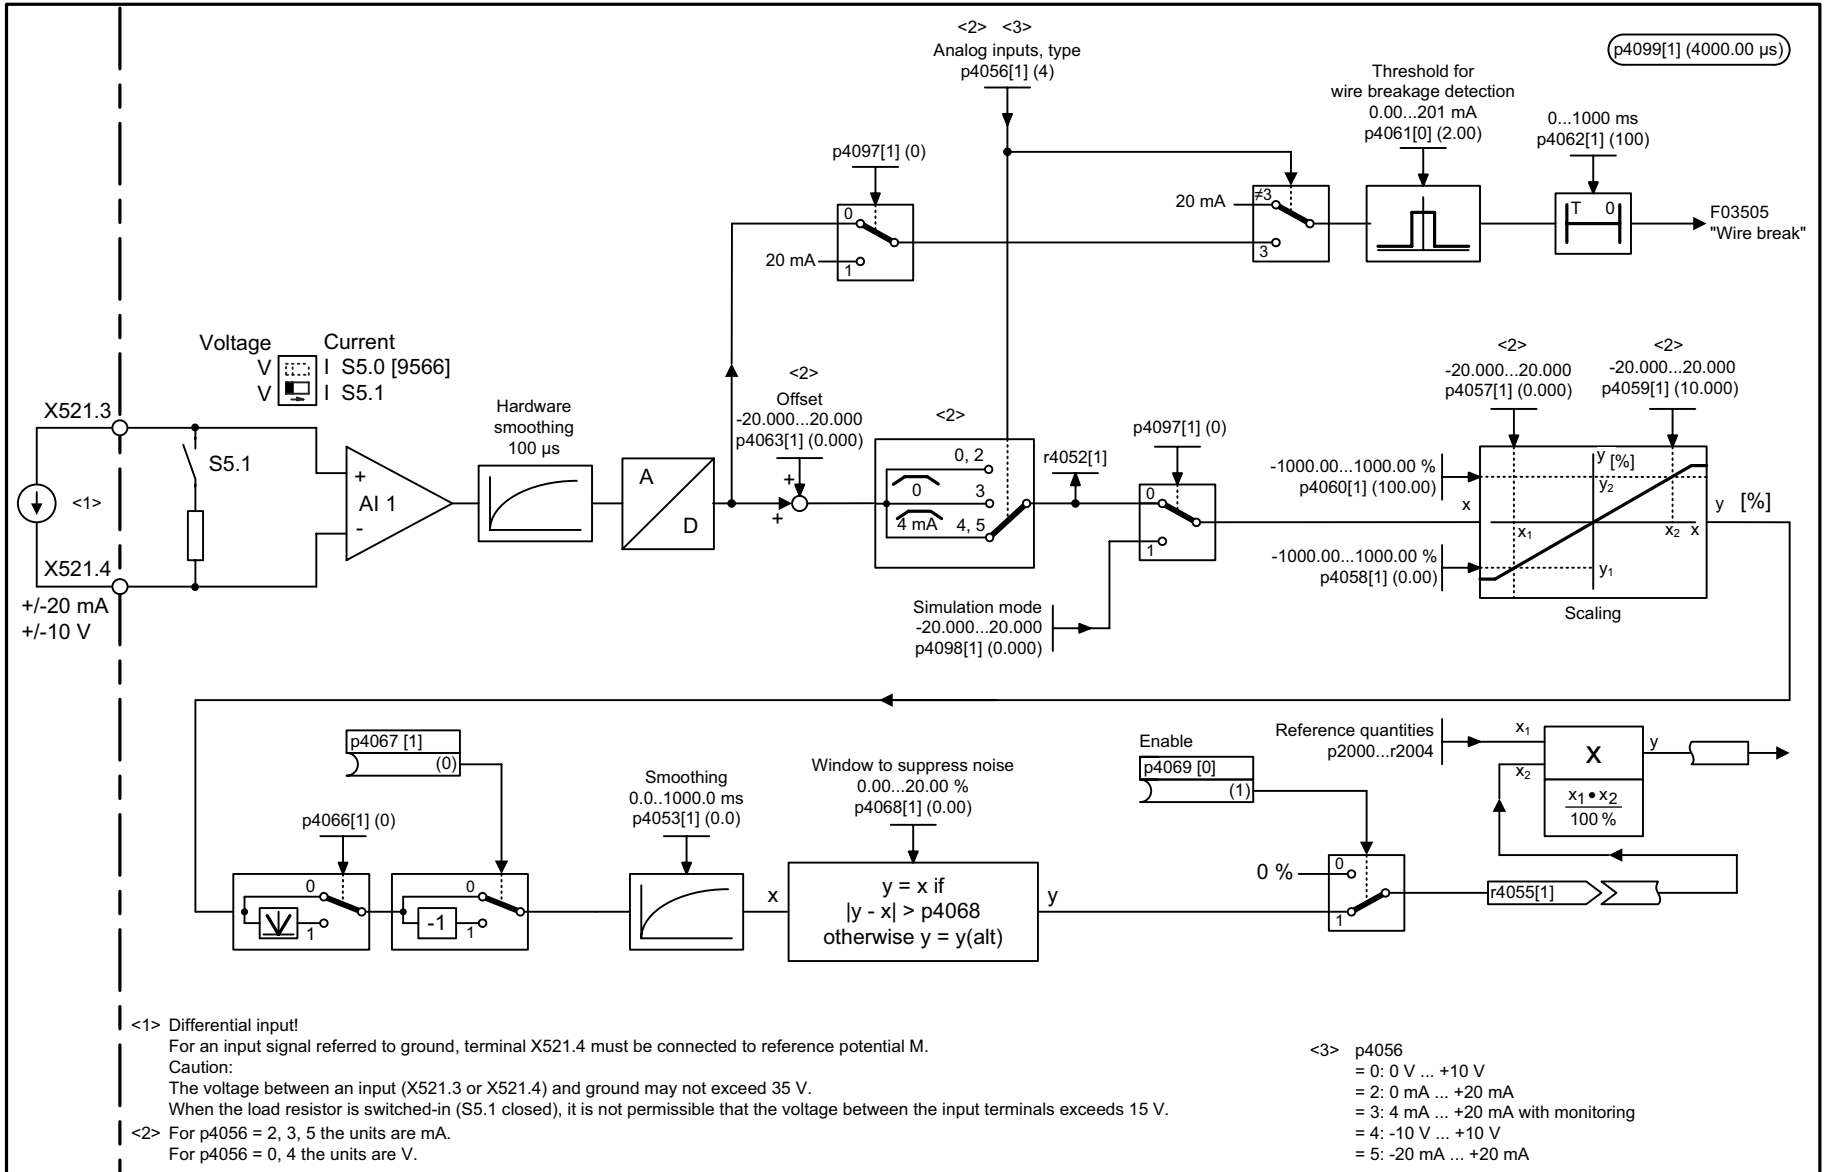 <2> <3>
Analog inputs, type
p4056[1] (4)
p4099[1] (4000.00 µs)
Threshold for
wire breakage detection
0.00...201 mA
p4061[0] (2.00)
0...1000 ms
p4062[1] (100)
p4097[1] (0)
0
20 mA
1
20 mA
≠3
3
T 0
F03505
"Wire break"
Voltage Current
V I S5.0 [9566]
V I S5.1
X521.3
S5.1
<1>
X521.4
+/-20 mA
+/-10 V
+
AI 1
-
Hardware
smoothing
100 µs
A
D
<2>
Offset
-20.000...20.000
p4063[1] (0.000)
+
+
<2>
0, 2
0
3
4 mA
4, 5
r4052[1]
p4097[1] (0)
0
1
Simulation mode
-20.000...20.000
p4098[1] (0.000)
<2>
-20.000...20.000
p4057[1] (0.000)
<2>
-20.000...20.000
p4059[1] (10.000)
-1000.00...1000.00 %
p4060[1] (100.00)
x
-1000.00...1000.00 %
p4058[1] (0.00)
y [%]
y2
x1
x2 x
y1
y [%]
Scaling
p4067 [1]
(0)
p4066[1] (0)
0
1
0
-1
1
Smoothing
0.0..1000.0 ms
p4053[1] (0.0)
Window to suppress noise
0.00...20.00 %
p4068[1] (0.00)
x
y = x if
|y - x| > p4068
otherwise y = y(alt)
y
Enable
p4069 [0]
(1)
0 %
0
1
Reference quantities
p2000...r2004
x1
x2
X
x1 • x2
100 %
y
r4055[1]
<1> Differential input!
For an input signal referred to ground, terminal X521.4 must be connected to reference potential M.
Caution:
The voltage between an input (X521.3 or X521.4) and ground may not exceed 35 V.
When the load resistor is switched-in (S5.1 closed), it is not permissible that the voltage between the input terminals exceeds 15 V.
<2> For p4056 = 2, 3, 5 the units are mA.
For p4056 = 0, 4 the units are V.
<3> p4056
= 0: 0 V ... +10 V
= 2: 0 mA ... +20 mA
= 3: 4 mA ... +20 mA with monitoring
= 4: -10 V ... +10 V
= 5: -20 mA ... +20 mA